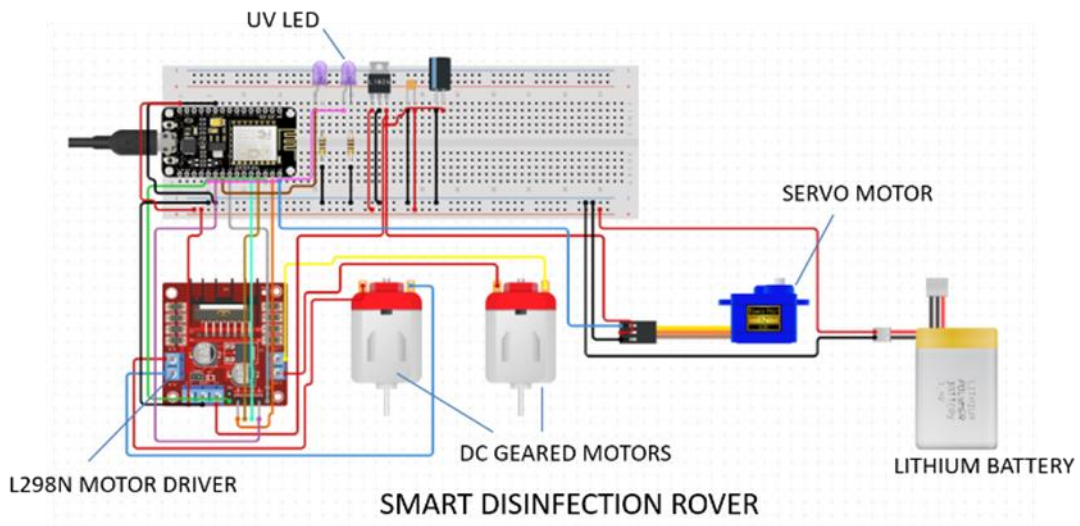 UV LED
SERVO MOTOR
DC GEARED MOTORS
LITHIUM BATTERY
L298N MOTOR DRIVER
SMART DISINFECTION ROVER